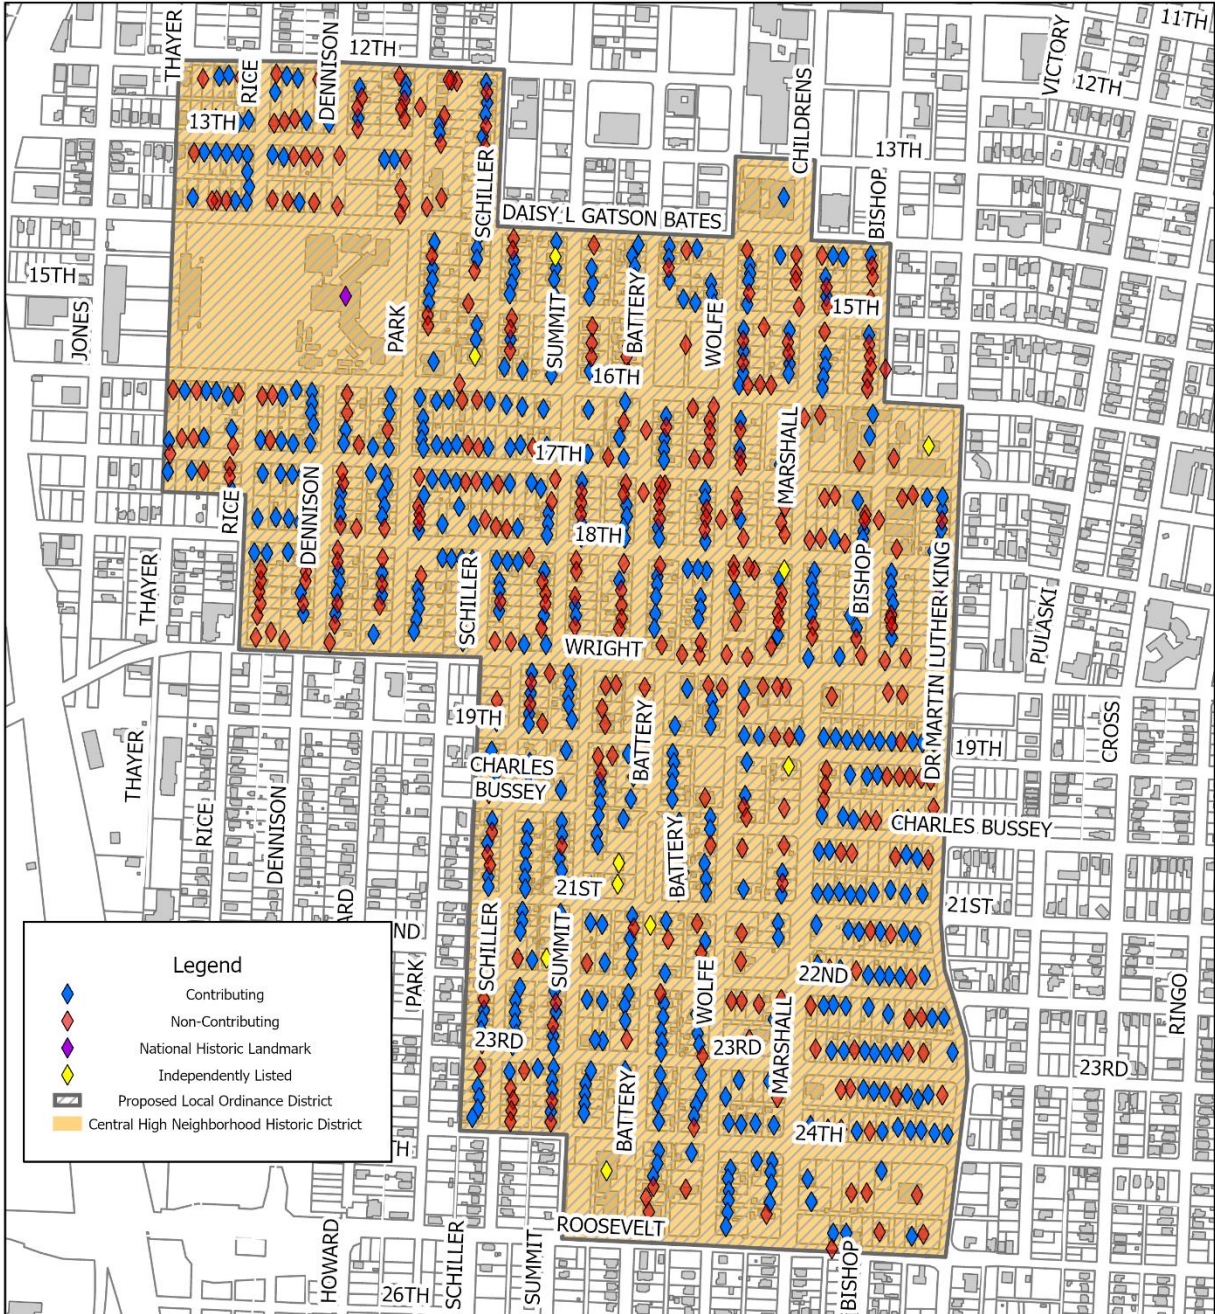 11TH
THAYER
12TH
RICE
DENNISON
VICTORY
12TH
CHILDRENS
13TH
13TH
SCHILLER
BISHOP
DAISY L GATSON BATES
15TH
JONES
PARK
SUMMIT
BATTERY
WOLFE
15TH
16TH
MARSHALL
17TH
RICE
DENNISON
18TH
THAYER
SCHILLER
BISHOP
DR MARTIN LUTHER KING
PULASKI
WRIGHT
19TH
BATTERY
CROSS
THAYER
19TH
CHARLES
BUSSEY
RICE
DENNISON
CHARLES BUSSEY
BATTERY
21ST
21ST
ARD
ND
SCHILLER
SUMMIT
WOLFE
22ND
PARK
MARSHALL
RINGO
23RD
23RD
23RD
BATTERY
24TH
TH
Legend
Contributing
Non-Contributing
National Historic Landmark
Independently Listed
Proposed Local Ordinance District
Central High Neighborhood Historic District
ROOSEVELT
HOWARD
SCHILLER
SUMMIT
BISHOP
26TH